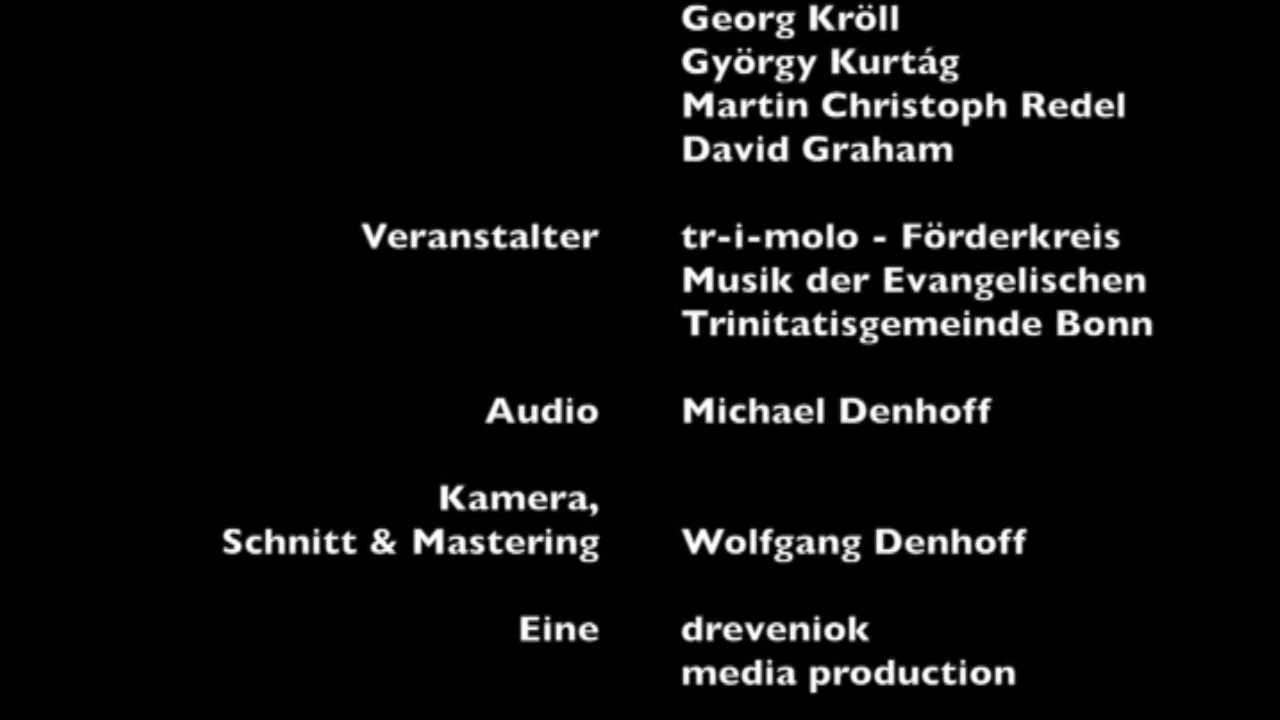 Georg Kröll
György Kurtág
Martin Christoph Redel
David Graham
Veranstalter tr-i-molo - Förderkreis
Musik der Evangelischen
Trinitatisgemeinde Bonn
Audio Michael Denhoff
Kamera,
Schnitt & Mastering Wolfgang Denhoff
Eine dreveniok
media production